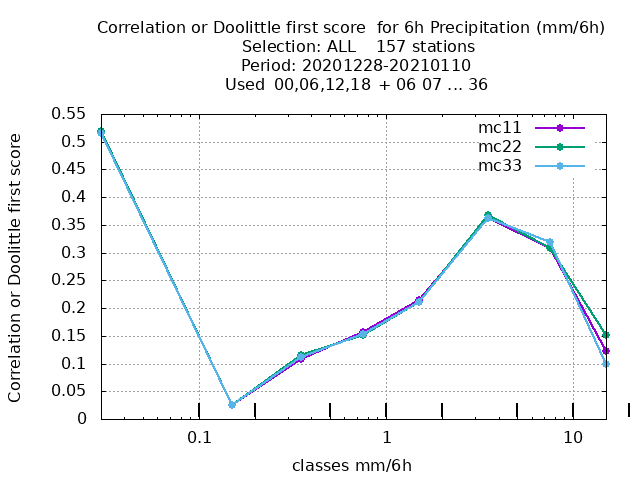 Correlation or Doolittle first score  for 6h Precipitation (mm/6h)
Selection: ALL    157 stations
Period: 20201228-20210110
Used  00,06,12,18  + 06 07 ... 36
Correlation or Doolittle first score
0.55
0.5
0.45
0.4
0.35
0.3
0.25
0.2
0.15
0.1
0.05
0
mc11
mc22
mc33
0.1
1
10
classes mm/6h